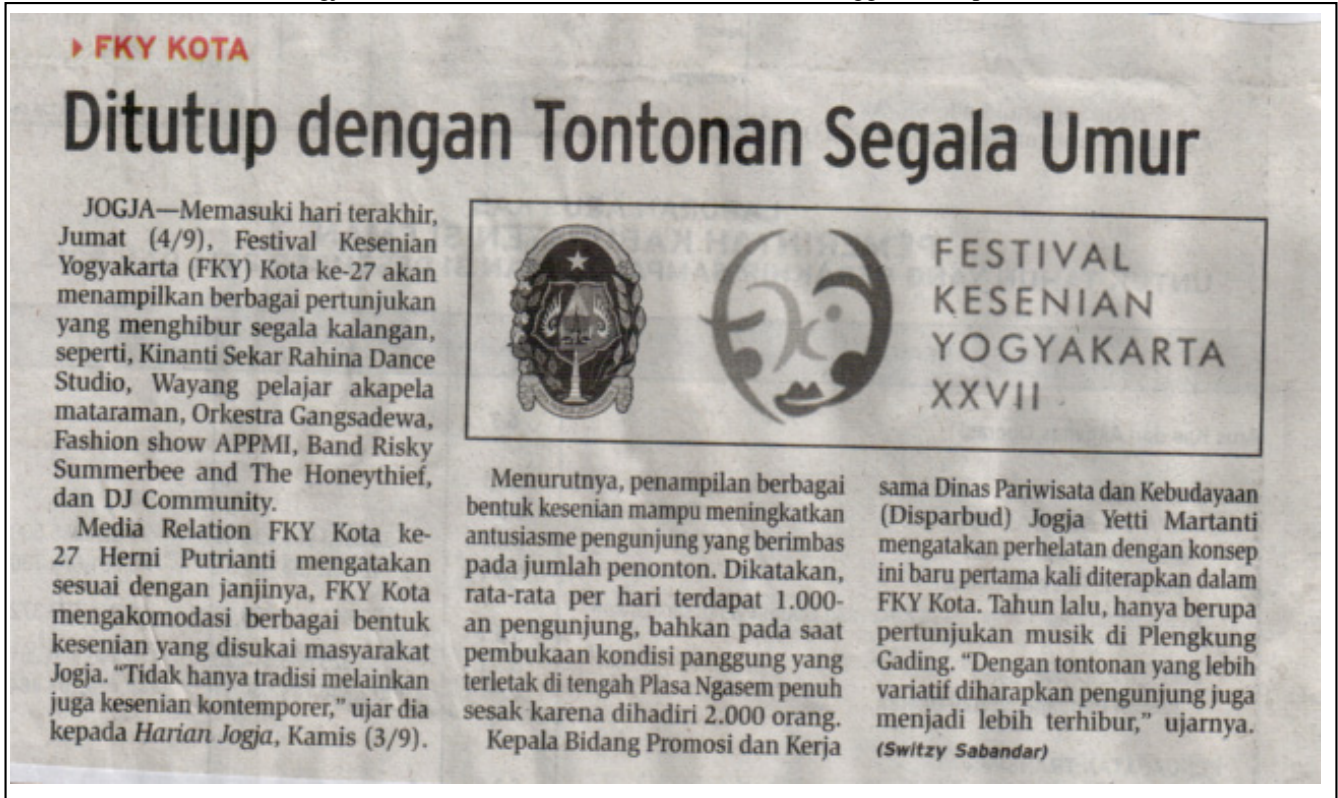 FKY KOTA
Ditutup dengan Tontonan Segala Umur
JOGJA—Memasuki hari terakhir,
Jumat (4/9), Festival Kesenian
Yogyakarta (FKY) Kota ke-27 akan
menampilkan berbagai pertunjukan
yang menghibur segala kalangan,
seperti, Kinanti Sekar Rahina Dance
Studio, Wayang pelajar akapela
mataraman, Orkestra Gangsadewa,
Fashion show APPMI, Band Risky
Summerbee and The Honeythief,
dan DJ Community.
Media Relation FKY Kota ke-
27 Herni Putrianti mengatakan
sesuai dengan janjinya, FKY Kota
mengakomodasi berbagai bentuk
kesenian yang disukai masyarakat
Jogja. “Tidak hanya tradisi melainkan
juga kesenian kontemporer,” ujar dia
kepada Harian Jogja, Kamis (3/9).
FESTIVAL
KESENIAN
YOGYAKARTA
XXVII
Menurutnya, penampilan berbagai
bentuk kesenian mampu meningkatkan
antusiasme pengunjung yang berimbas
pada jumlah penonton. Dikatakan,
rata-rata per hari terdapat 1.000-
an pengunjung, bahkan pada saat
pembukaan kondisi panggung yang
terletak di tengah Plasa Ngasem penuh
sesak karena dihadiri 2.000 orang.
Kepala Bidang Promosi dan Kerja
sama Dinas Pariwisata dan Kebudayaan
(Disparbud) Jogja Yetti Martanti
mengatakan perhelatan dengan konsep
ini baru pertama kali diterapkan dalam
FKY Kota. Tahun lalu, hanya berupa
pertunjukan musik di Plengkung
Gading. “Dengan tontonan yang lebih
variatif diharapkan pengunjung juga
menjadi lebih terhibur,” ujarnya.
(Switzy Sabandar)